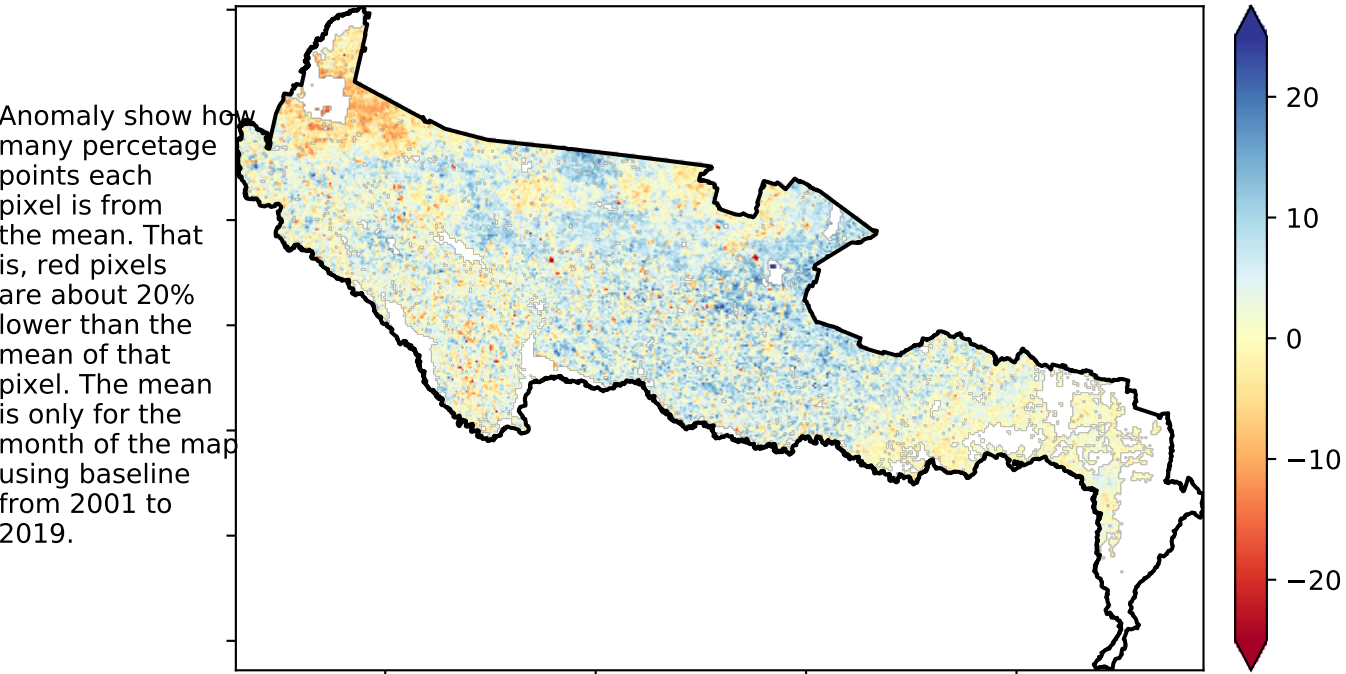 Anomaly show how
many percetage
points each
pixel is from
the mean. That
is, red pixels
are about 20%
lower than the
mean of that
pixel. The mean
is only for the
month of the map
using baseline
from 2001 to
2019.
20
10
0
−10
−20